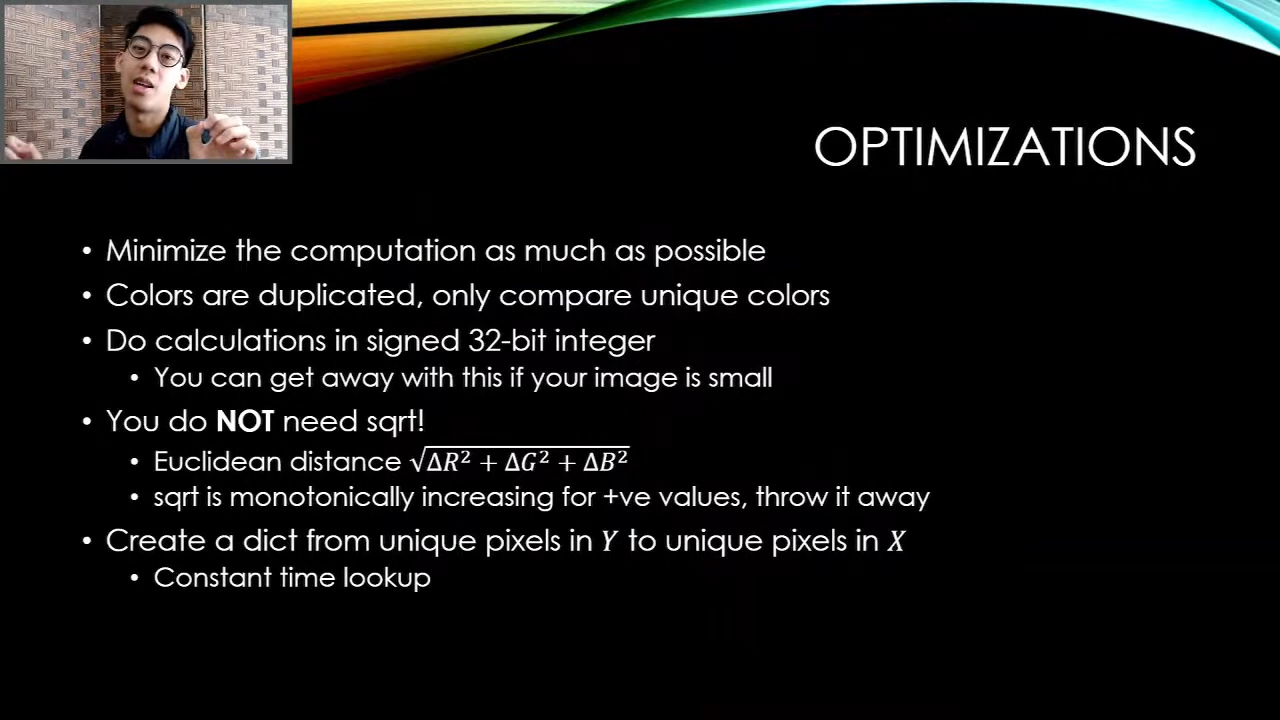 OPTIMIZATIONS
• Minimize the computation as much as possible
• Colors are duplicated, only compare unique colors
• Do calculations in signed 32-bit integer
• You can get away with this if your image is small
• You do NOT need sqrt!
• Euclidean distance √ΔR² + ΔG² + ΔB²
• sqrt is monotonically increasing for +ve values, throw it away
• Create a dict from unique pixels in Y to unique pixels in X
• Constant time lookup